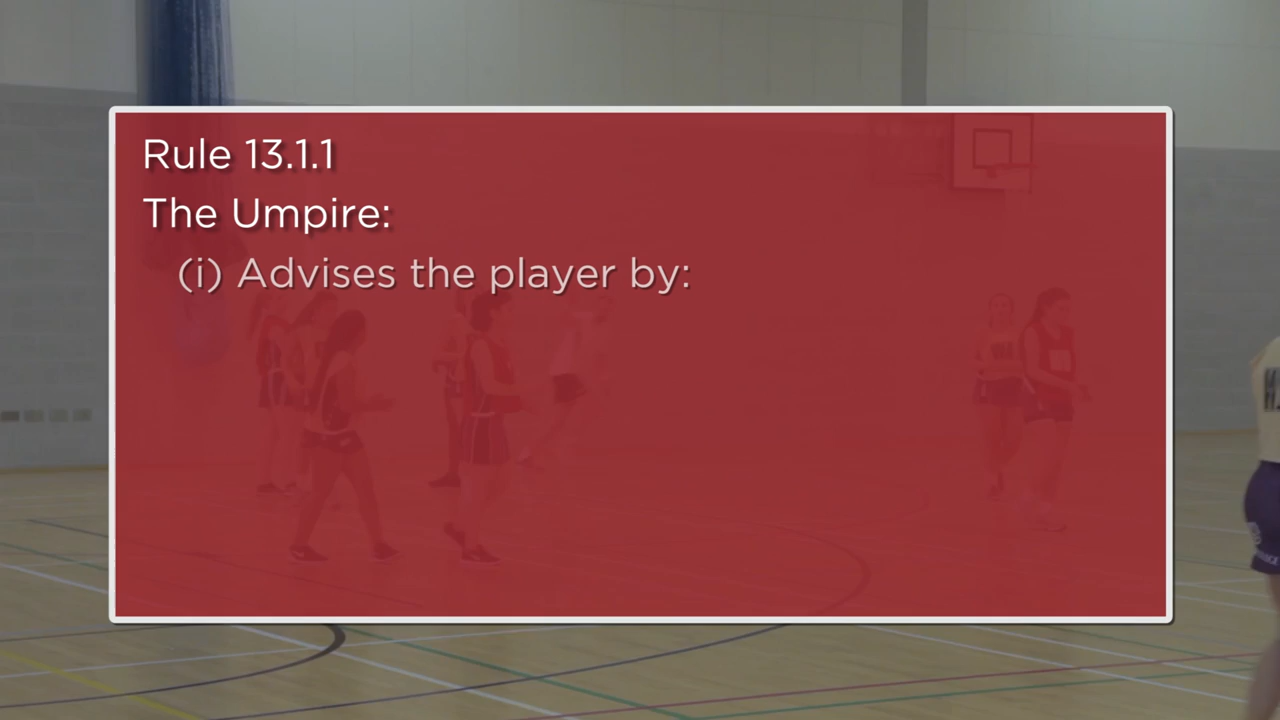 Rule 13.1.1
The Umpire:
(i) Advises the player by: